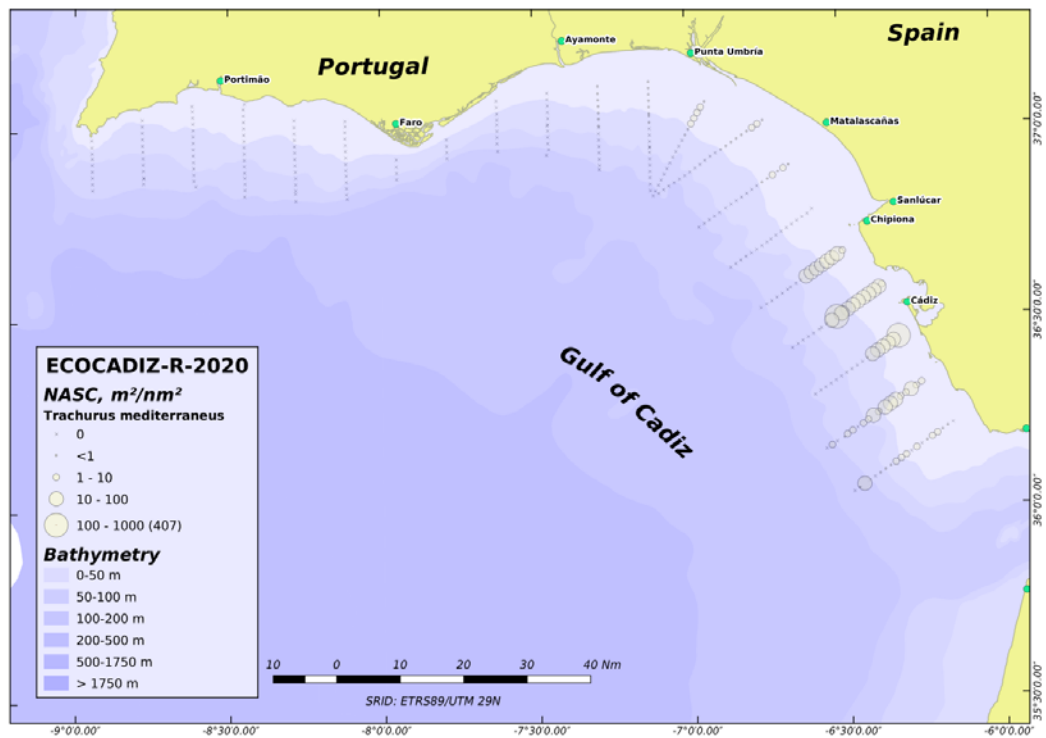 Spain
Ayamonte
Punta Umbría
Portugal
Portimão
Faro
Matalascañas
37°0'0.00"
Sanlúcar
Chipiona
Cádiz
36°30'0.00"
Gulf of Cadiz
ECOCADIZ-R-2020
NASC, m²/nm²
Trachurus mediterraneus
0
<1
1 - 10
10 - 100
100 - 1000 (407)
Bathymetry
0-50 m
50-100 m
100-200 m
200-500 m
500-1750 m
> 1750 m
36°0'0.00"
10 0 10 20 30 40 Nm
SRID: ETRS89/UTM 29N
35°30'0.00"
-9°0'0.00" -8°30'0.00" -8°0'0.00" -7°30'0.00" -7°0'0.00" -6°30'0.00" -6°0'0.00"